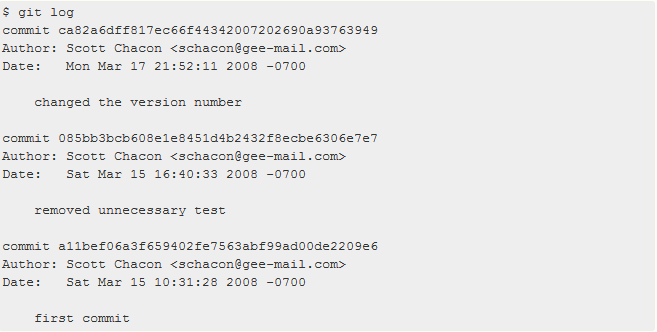 $ git log
commit ca82a6dff817ec66f44342007202690a93763949
Author: Scott Chacon <schacon@gee-mail.com>
Date:   Mon Mar 17 21:52:11 2008 -0700
changed the version number
commit 085bb3bcb608e1e8451d4b2432f8ecbe6306e7e7
Author: Scott Chacon <schacon@gee-mail.com>
Date:   Sat Mar 15 16:40:33 2008 -0700
removed unnecessary test
commit a11bef06a3f659402fe7563abf99ad00de2209e6
Author: Scott Chacon <schacon@gee-mail.com>
Date:   Sat Mar 15 10:31:28 2008 -0700
first commit